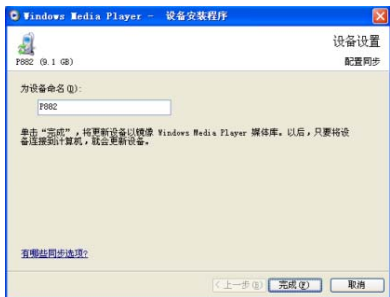 Windows Media Player - 设备安装程序
设备设置
P882 (9.1 GB)
配置同步
为设备命名(D):
P882
单击“完成”,将更新设备以镜像 Windows Media Player 媒体库。以后,只要将设
备连接到计算机,就会更新设备。
有哪些同步选项?
<上一步(B)
完成(F)
取消